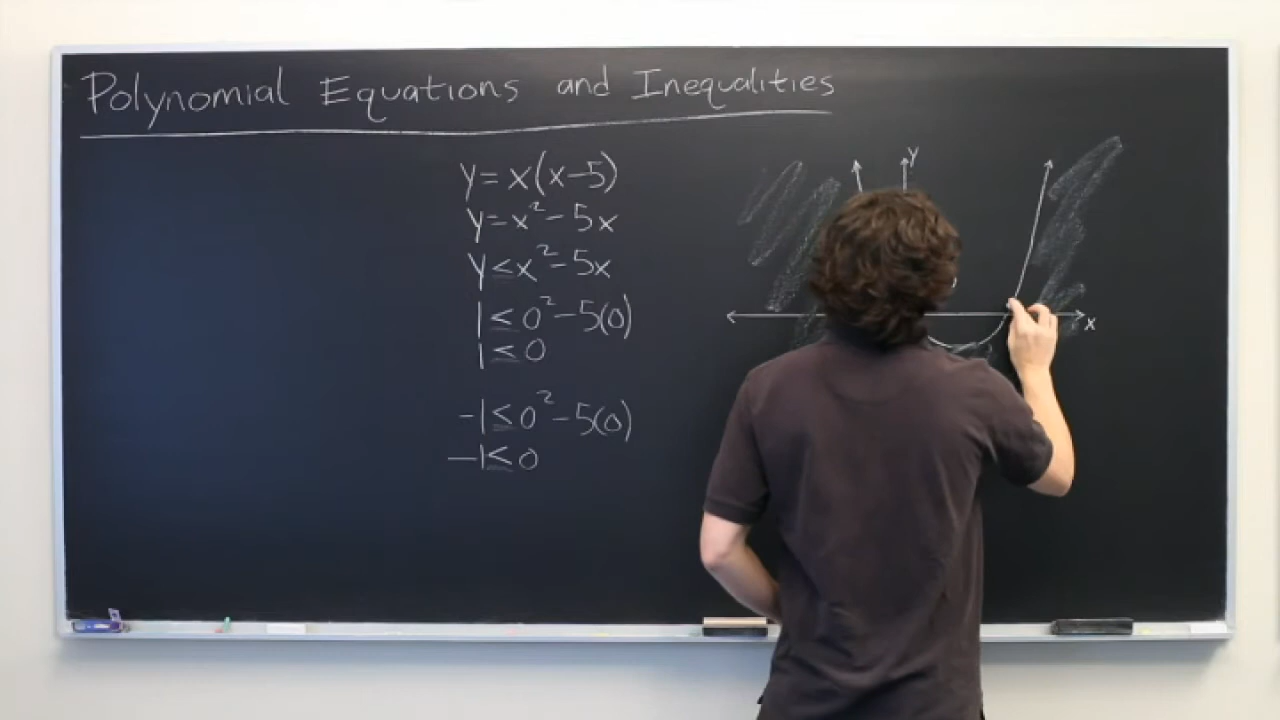 Polynomial Equations and Inequalities
y = x(x-5)
y = x² - 5x
y ≤ x² - 5x
1 ≤ 0² - 5(0)
1 ≤ 0
-1 ≤ 0² - 5(0)
-1 ≤ 0
y
x